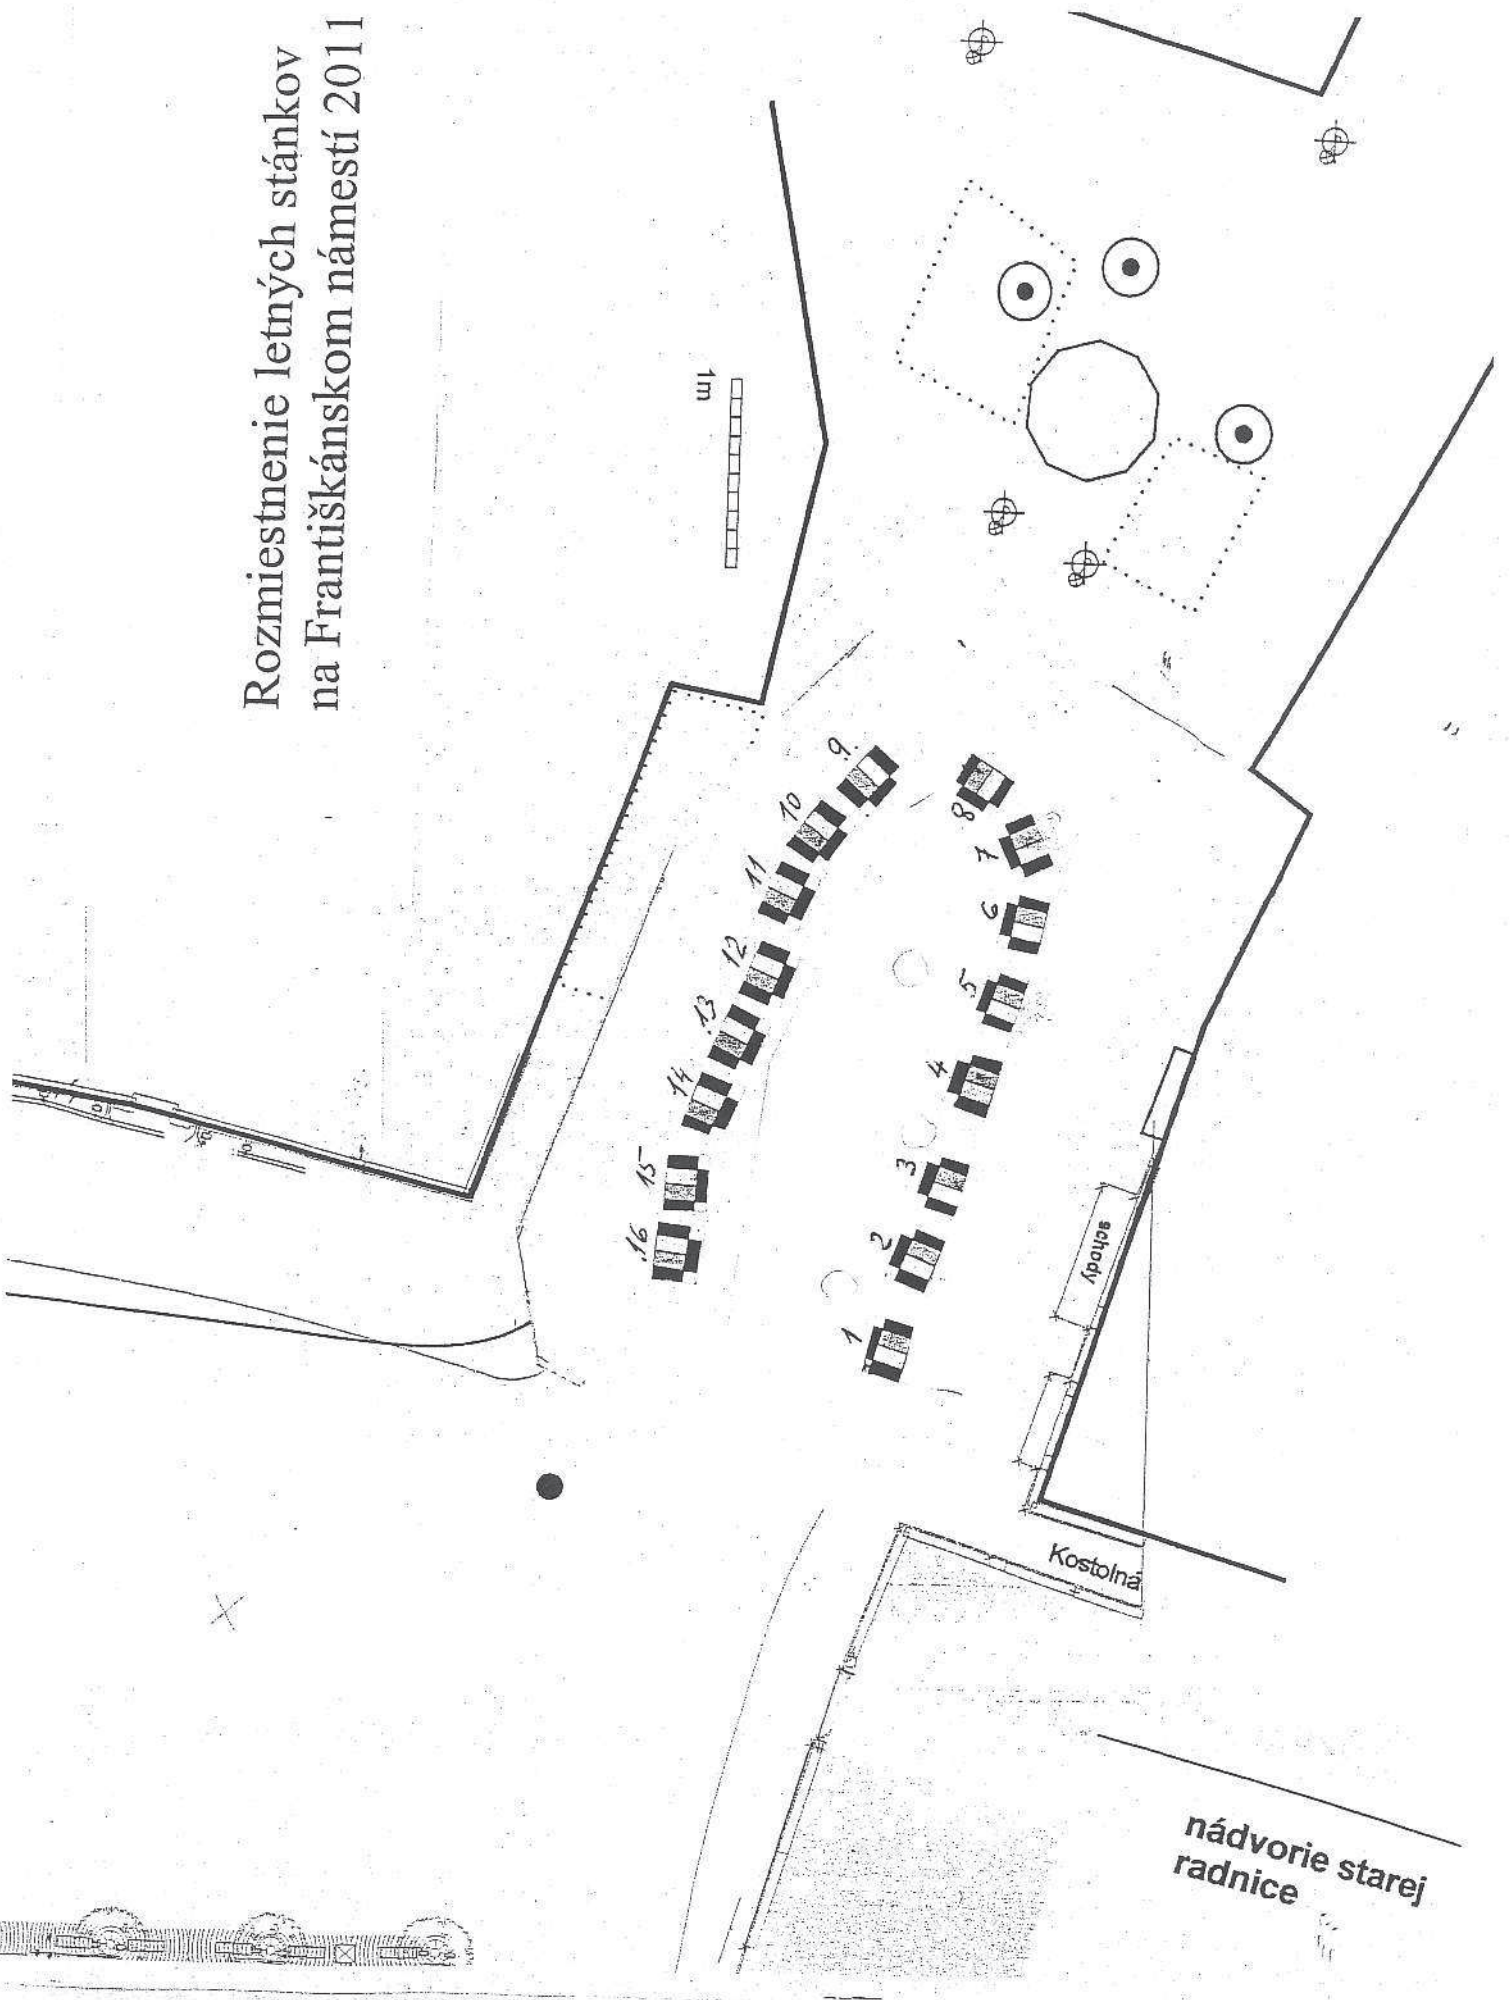 Rozmiestnenie letných stánkov
na Františkánskom námestí 2011
1m
9.
10
11
12
.13
14
15
.16
8
7
6
5
4
3
2
1
schody
Kostolná
nádvorie starej
radnice